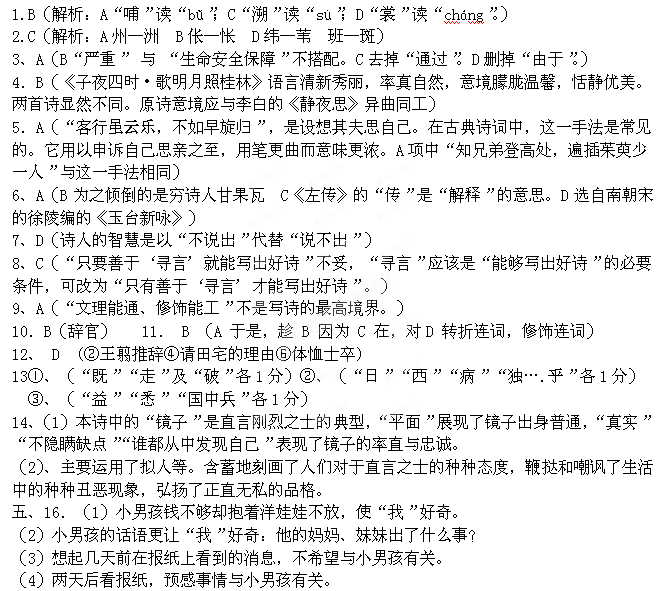 1.B(解析：A“哺”读“bǔ”；C“溯”读“sù”；D“裳”读“cháng”。)
2.C(解析：A州—洲　B伥—怅　D纬—苇　班—斑)
3、A（B“严重 ” 与 “生命安全保障 ”不搭配。C去掉“通过 ”。D删掉“由于 ”。）
4．B（《子夜四时·歌明月照桂林》语言清新秀丽，率真自然，意境朦胧温馨，恬静优美。
两首诗显然不同。原诗意境应与李白的《静夜思》异曲同工）
5．A（“客行虽云乐，不如早旋归 ”，是设想其夫思自己。在古典诗词中，这一手法是常见
的。它用以申诉自己思亲之至，用笔更曲而意味更浓。A项中“知兄弟登高处，遍插茱萸少
一人 ”与这一手法相同）
6、A（B为之倾倒的是穷诗人甘果瓦　C《左传》的“传 ”是“解释 ”的意思。D选自南朝宋
的徐陵编的《玉台新咏》）
7、D(诗人的智慧是以“不说出 ”代替“说不出 ”)
8、C（“只要善于‘寻言’就能写出好诗 ”不妥， “寻言 ”应该是“能够写出好诗 ”的必要
条件，可改为“只有善于 ‘寻言’才能写出好诗 ”。）
9、A（“文理能通、修饰能工 ”不是写诗的最高境界。）
10．B(辞官)　　11． B （A 于是，趁 B 因为 C 在，对D 转折连词，修饰连词）
12、 D （②王翦推辞④请田宅的理由⑥体恤士卒）
13①、（“既 ”“走 ”及“破 ”各1分）②、（“日 ”“西 ”“病 ”“独….乎 ”各1分）
③、（“益 ”“悉 ”“国中兵 ”各1分）
14、（1）本诗中的“镜子 ”是直言刚烈之士的典型，“平面 ”展现了镜子出身普通，“真实 ”
“不隐瞒缺点 ”“谁都从中发现自己 ”表现了镜子的率直与忠诚。
（2）、主要运用了拟人等。含蓄地刻画了人们对于直言之士的种种态度，鞭挞和嘲讽了生活
中的种种丑恶现象，弘扬了正直无私的品格。
五、16．（1）小男孩钱不够却抱着洋娃娃不放，使“我 ”好奇。
（2）小男孩的话语更让“我 ”好奇：他的妈妈、妹妹出了什么事?
（3）想起几天前在报纸上看到的消息，不希望与小男孩有关。
（4）两天后看报纸，预感事情与小男孩有关。